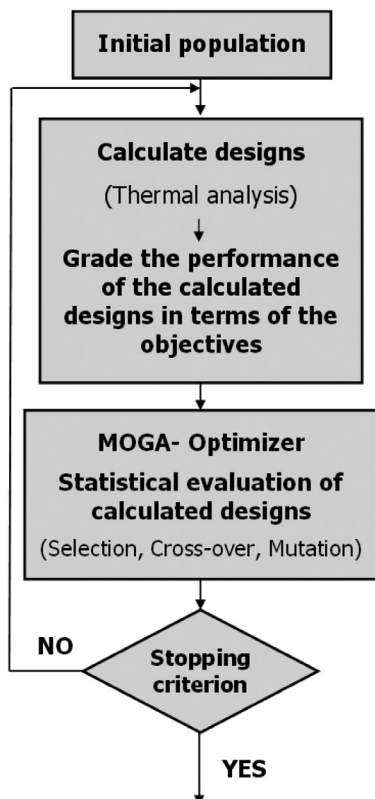 Initial population
Calculate designs
(Thermal analysis)
Grade the performance
of the calculated
designs in terms of the
objectives
MOGA- Optimizer
Statistical evaluation of
calculated designs
(Selection, Cross-over, Mutation)
NO
Stopping
criterion
YES